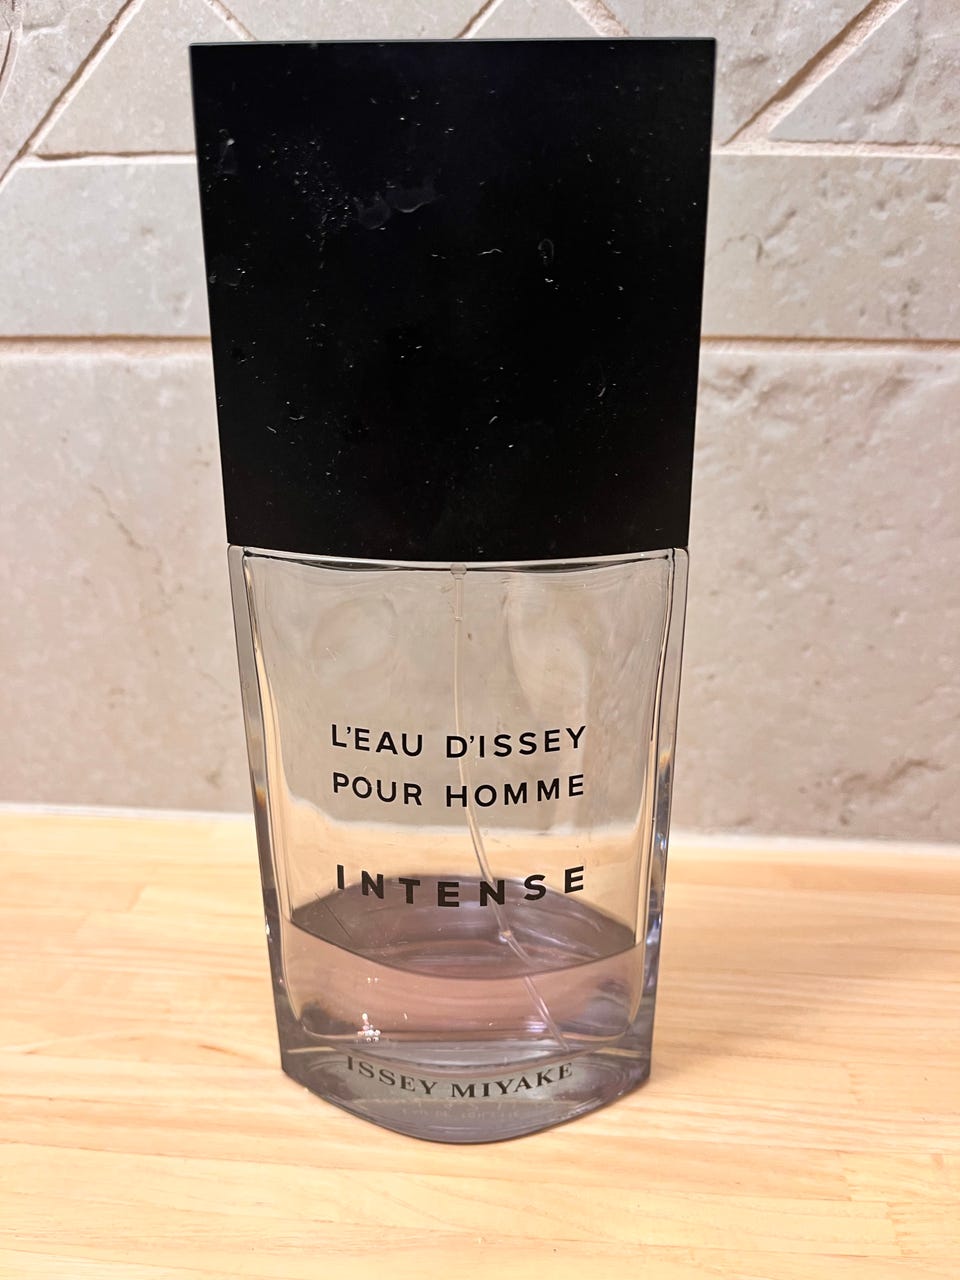 L'EAU D'ISSEY
POUR HOMME
INTENSE
ISSEY MIYAKE